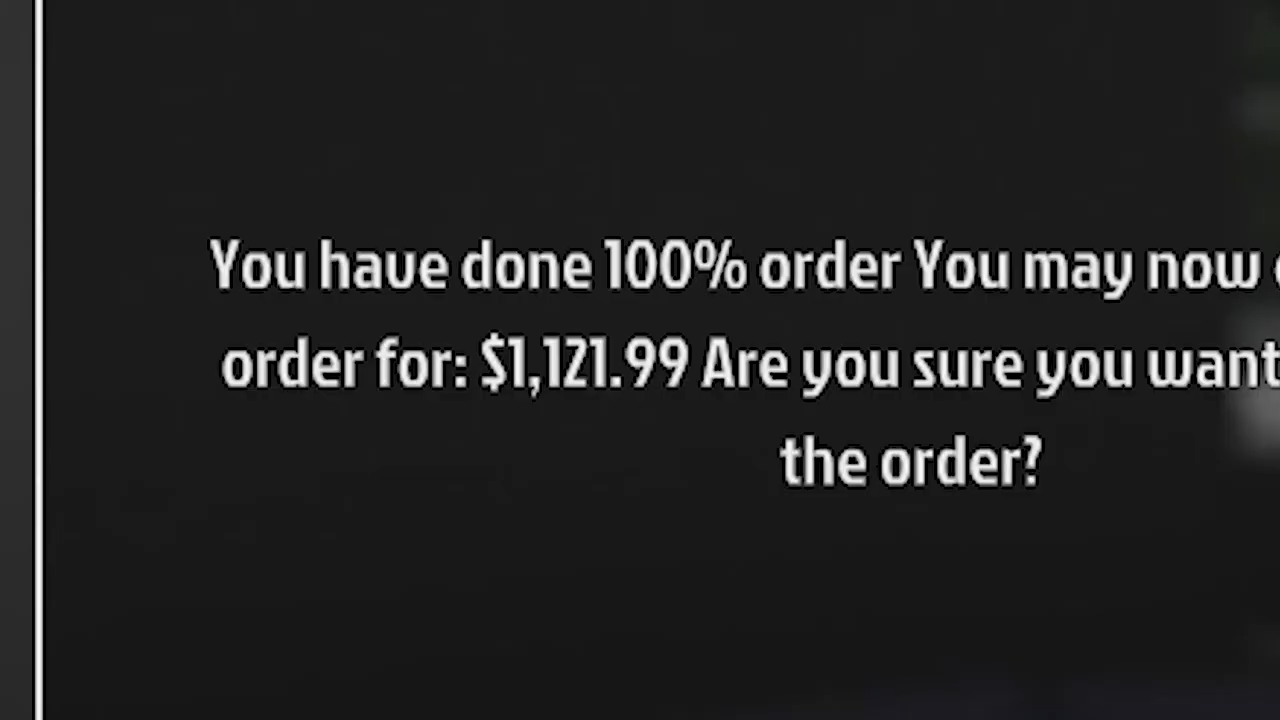 You have done 100% order You may now
order for: $1,121.99 Are you sure you want
the order?